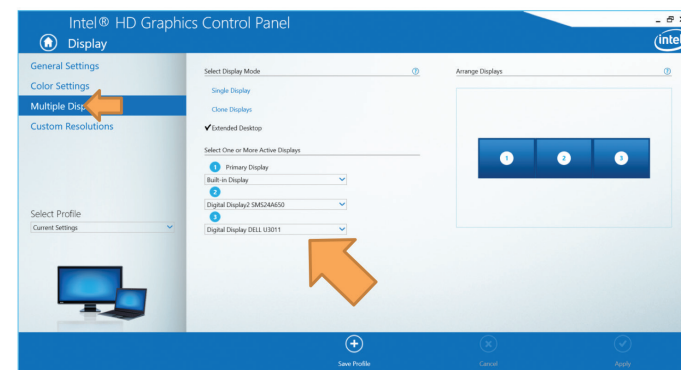 Intel® HD Graphics Control Panel
Display
intel
General Settings
Color Settings
Multiple Disp
Custom Resolutions
Select Profile
Current Settings
Select Display Mode
Single Display
Clone Displays
Extended Desktop
Select One or More Active Displays
1 Primary Display
Built-in Display
2
Digital Display2 SMS24A650
3
Digital Display DELL U3011
Arrange Displays
1 2 3
Save Profile
Cancel
Apply